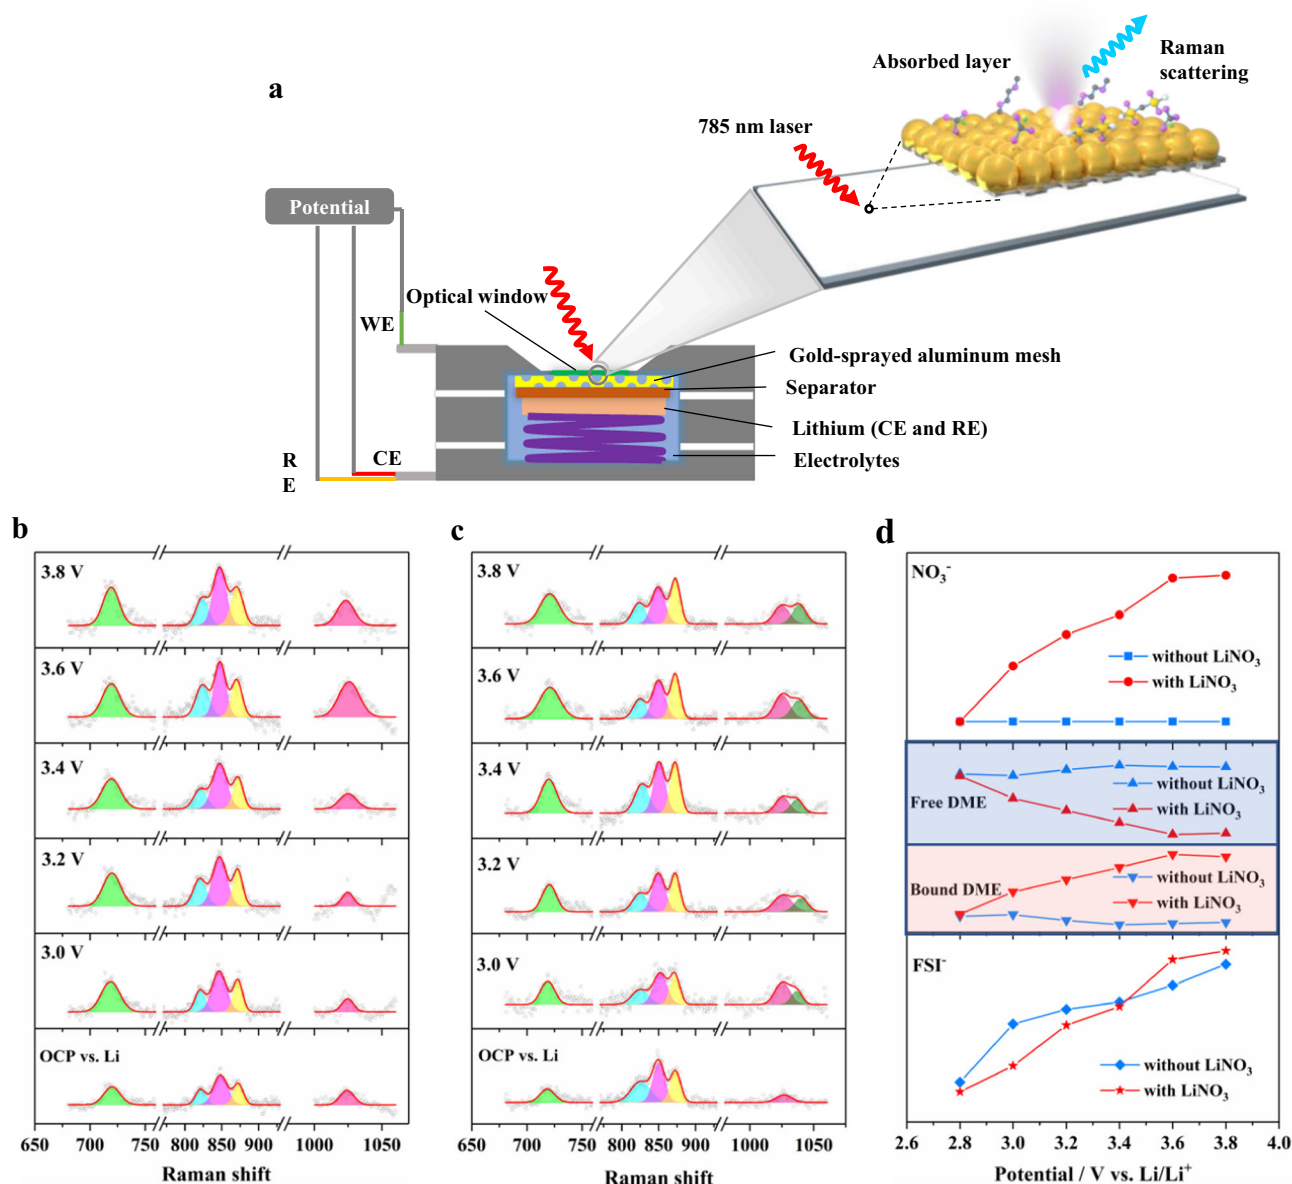 a
Absorbed layer
Raman
scattering
785 nm laser
Potential
Optical window
WE
Gold-sprayed aluminum mesh
Separator
Lithium (CE and RE)
Electrolytes
R
E
CE
b
3.8 V
3.6 V
3.4 V
3.2 V
3.0 V
OCP vs. Li
650 700 750 800 850 900 1000 1050
Raman shift
c
3.8 V
3.6 V
3.4 V
3.2 V
3.0 V
OCP vs. Li
650 700 750 800 850 900 1000 1050
Raman shift
d
NO₃⁻
without LiNO₃
with LiNO₃
Free DME
without LiNO₃
with LiNO₃
Bound DME
without LiNO₃
with LiNO₃
FSI⁻
without LiNO₃
with LiNO₃
2.6 2.8 3.0 3.2 3.4 3.6 3.8 4.0
Potential / V vs. Li/Li⁺